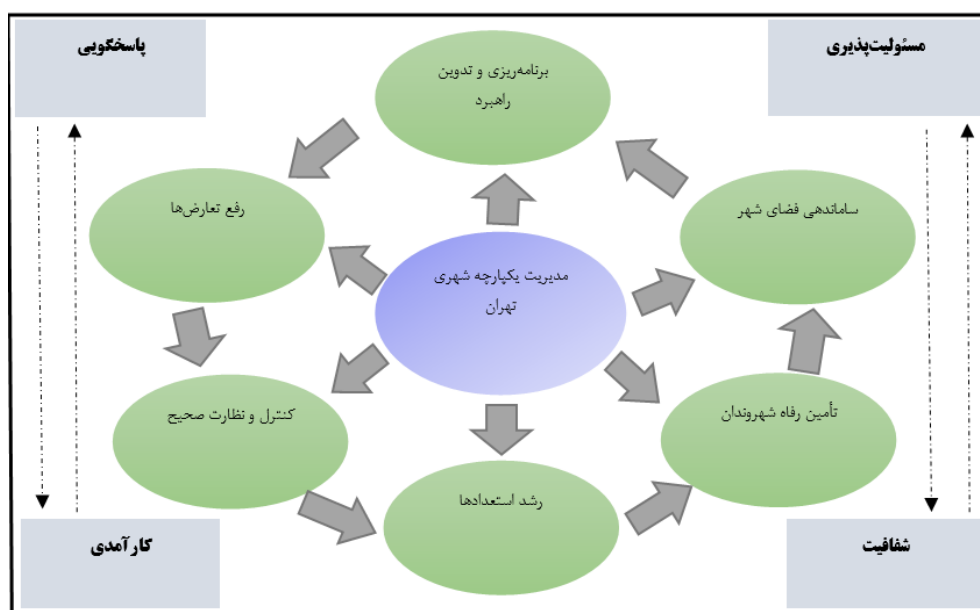 مسئولیت‌پذیری
پاسخگویی
برنامه‌ریزی و تدوین
راهبرد
ساماندهی فضای شهر
رفع تعارض‌ها
مدیریت یکپارچه شهری
تهران
تأمین رفاه شهروندان
کنترل و نظارت صحیح
رشد استعدادها
شفافیت
کارآمدی